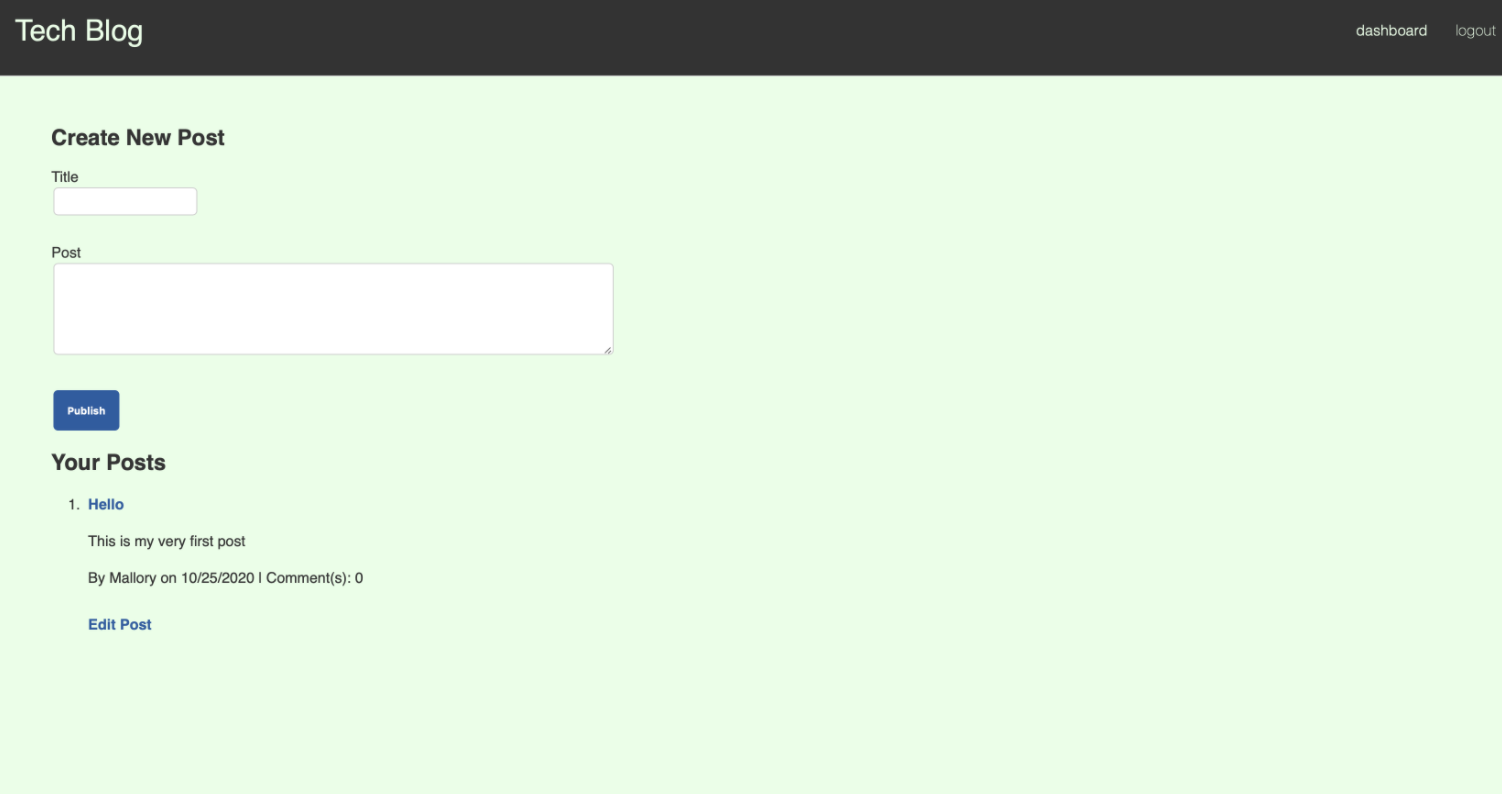 Tech Blog
dashboard logout
Create New Post
Title
Post
Publish
Your Posts
1. Hello
This is my very first post
By Mallory on 10/25/2020 | Comment(s): 0
Edit Post